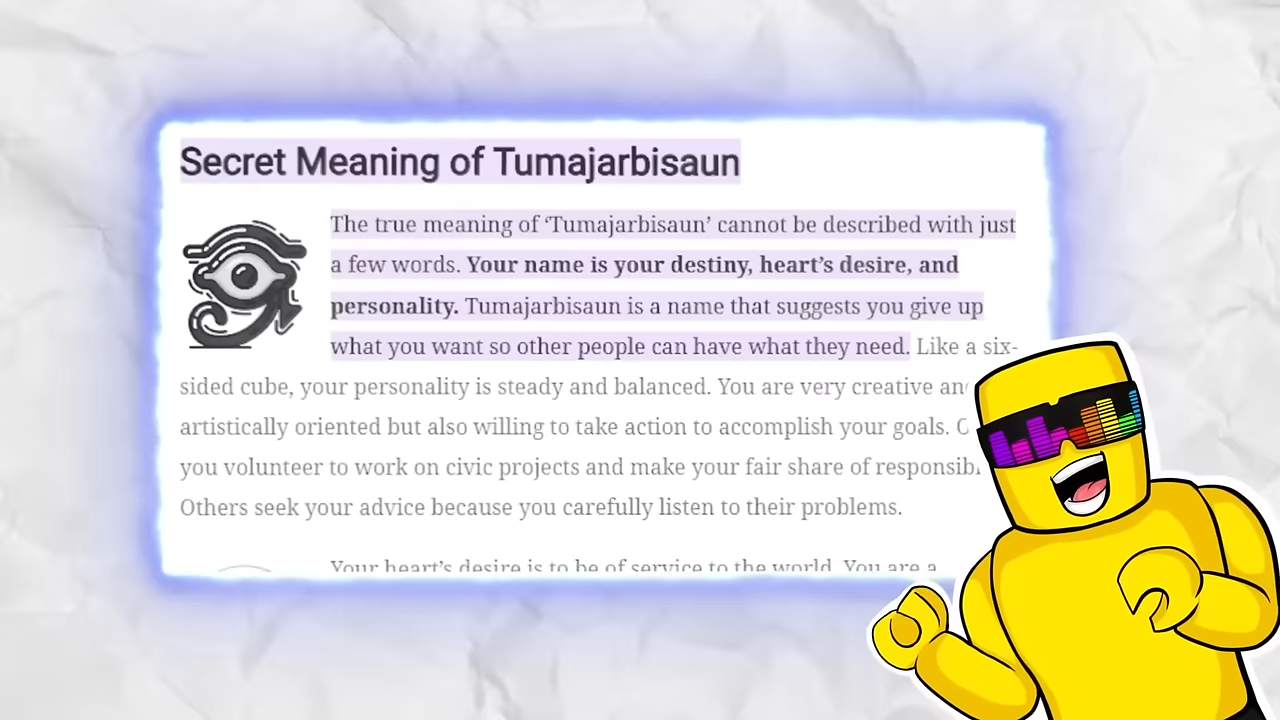 Secret Meaning of Tumajarbisaun
The true meaning of ‘Tumajarbisaun’ cannot be described with just
a few words. Your name is your destiny, heart’s desire, and
personality. Tumajarbisaun is a name that suggests you give up
what you want so other people can have what they need. Like a six-
sided cube, your personality is steady and balanced. You are very creative
artistically oriented but also willing to take action to accomplish your goals.
you volunteer to work on civic projects and make your fair share of
Others seek your advice because you carefully listen to their problems.
Your heart’s desire is to be of service to the world. You are a